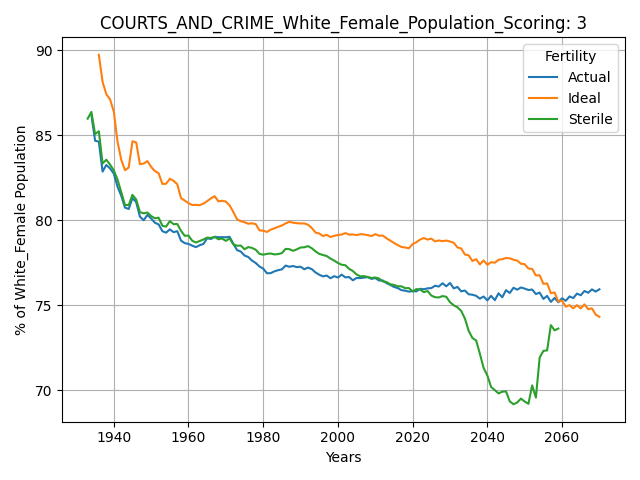 COURTS_AND_CRIME_White_Female_Population_Scoring: 3
% of White_Female Population
90
85
80
75
70
Fertility
Actual
Ideal
Sterile
1940
1960
1980
2000
2020
2040
2060
Years